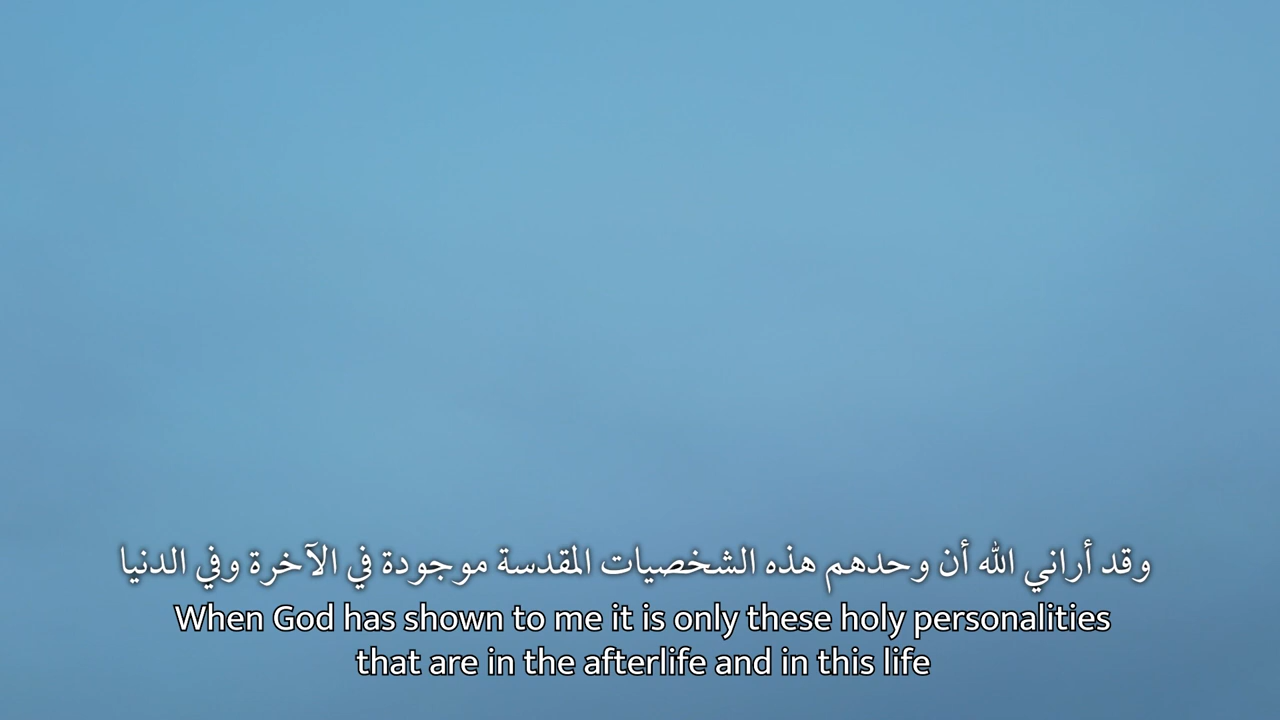 وقد أراني الله أن وحدهم هذه الشخصيات المقدسة موجودة في الآخرة وفي الدنيا
When God has shown to me it is only these holy personalities
that are in the afterlife and in this life